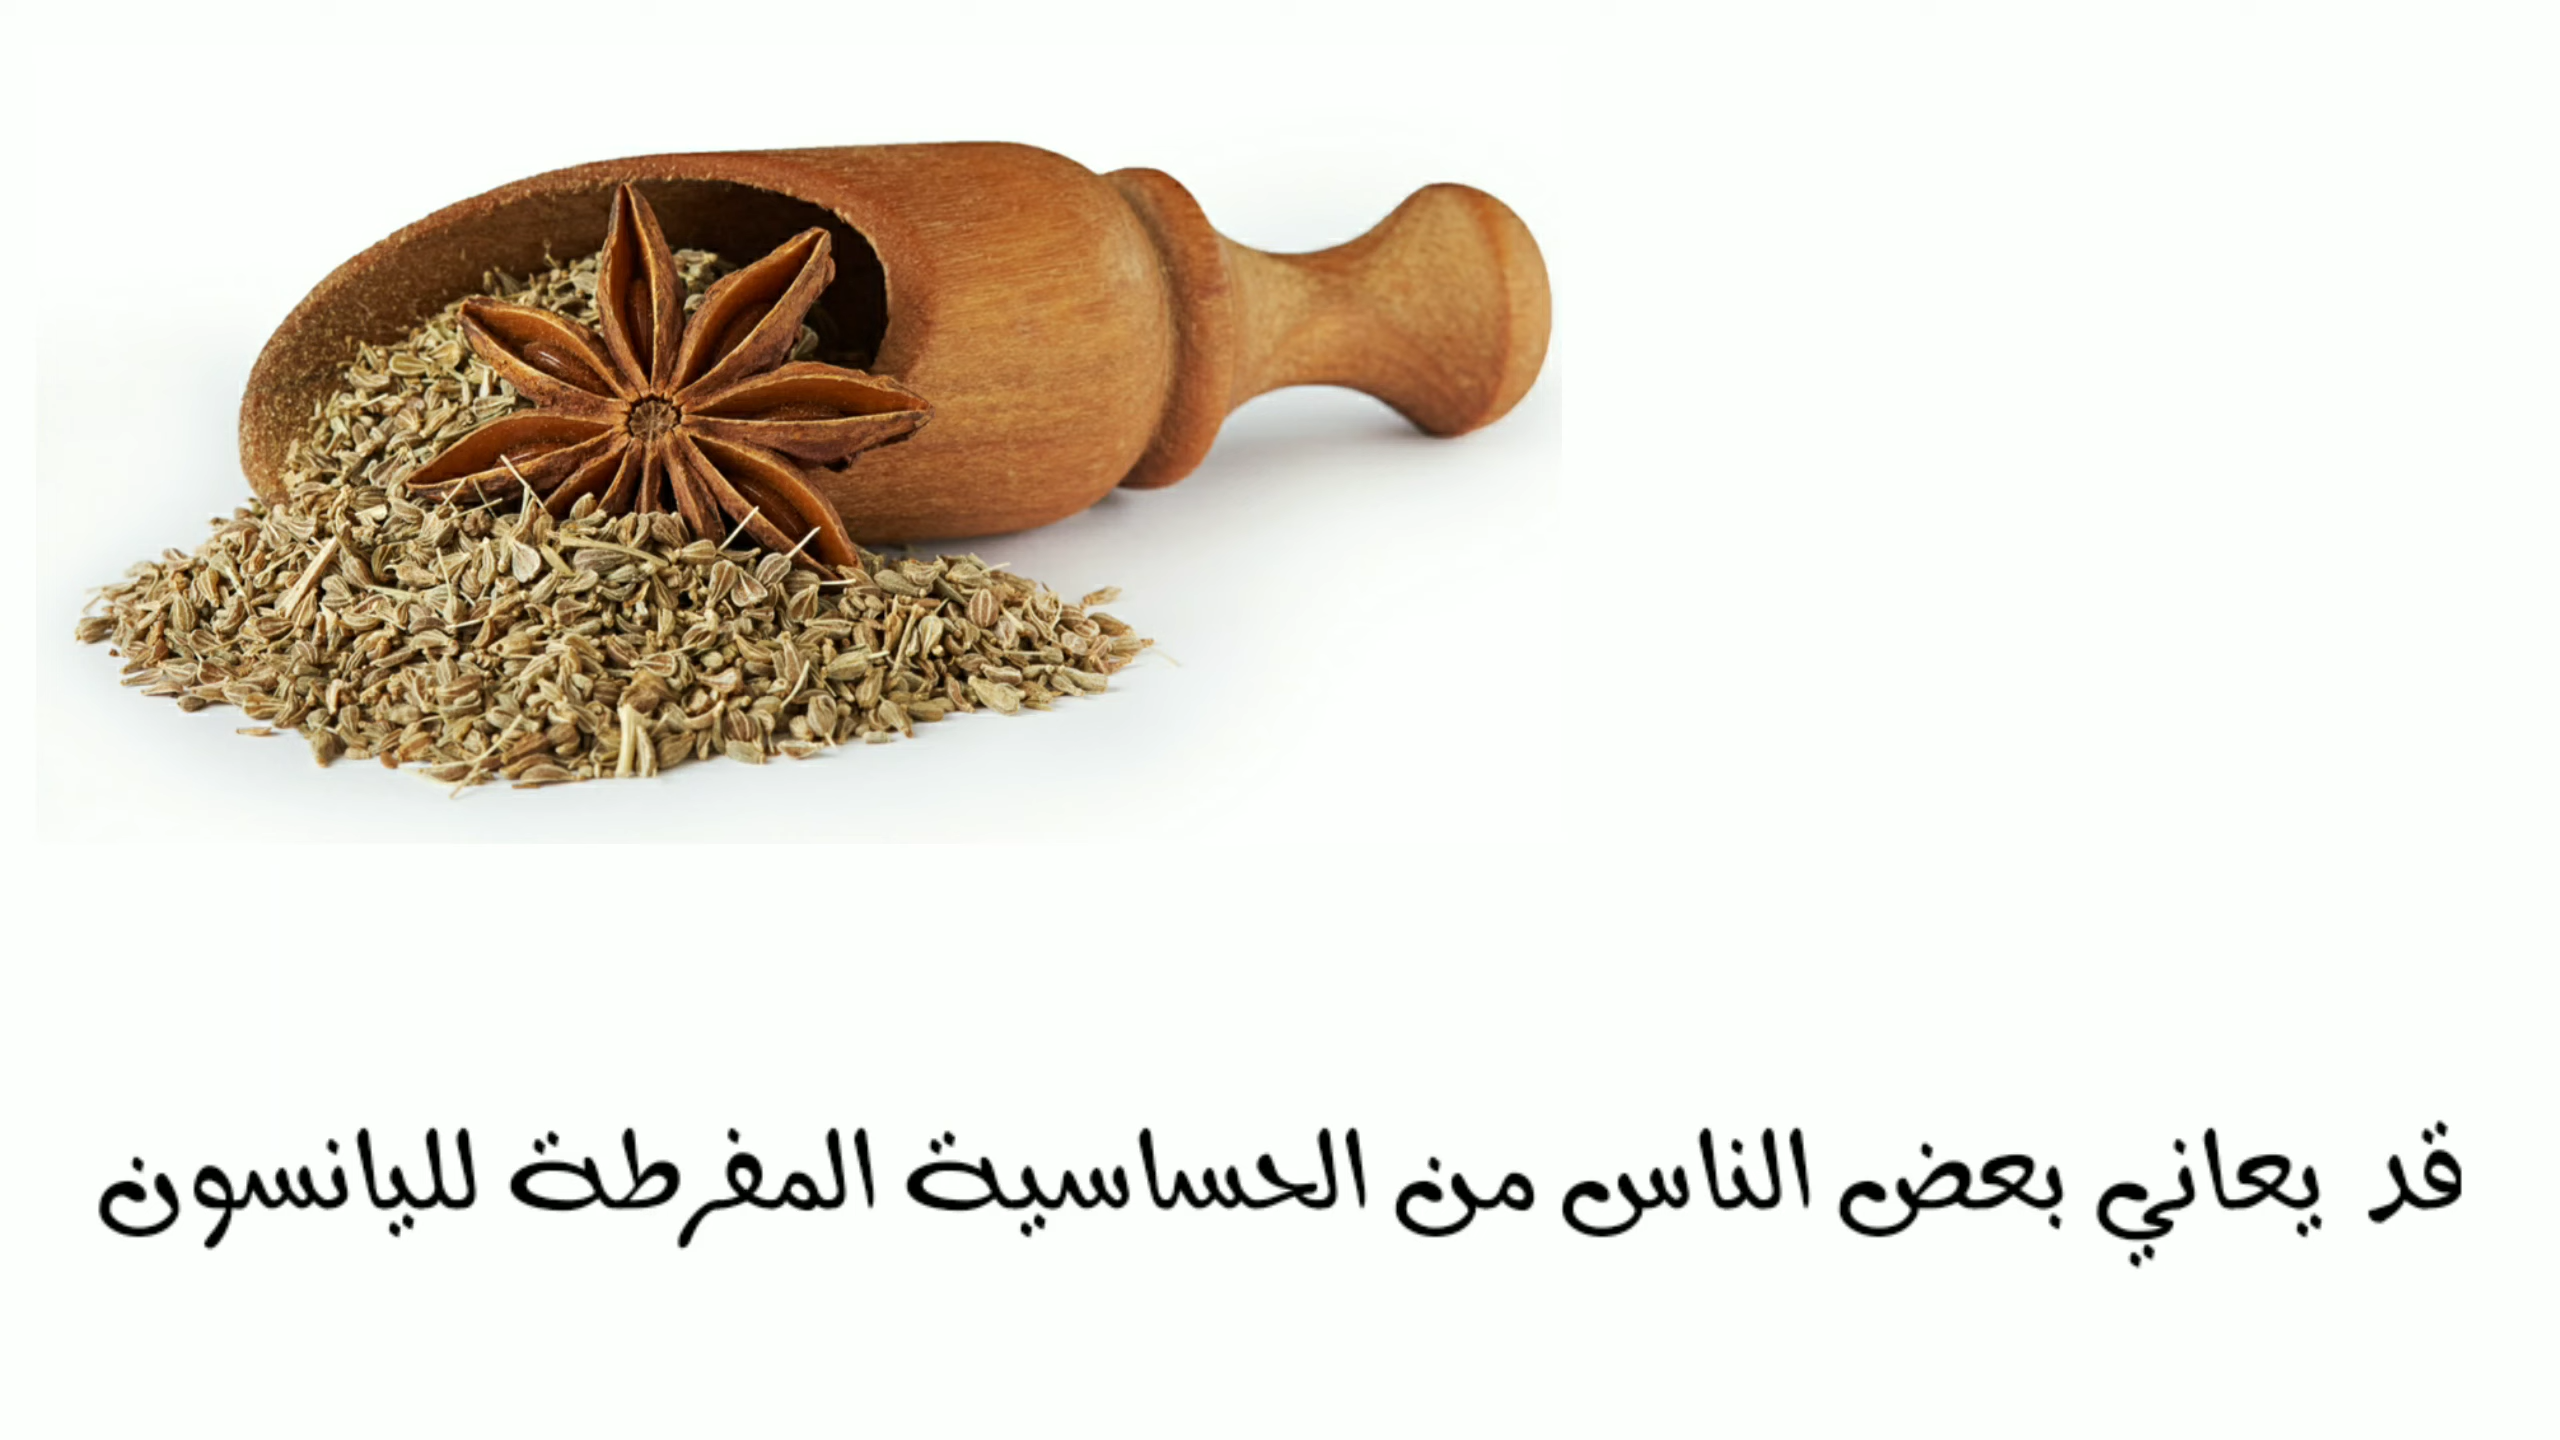 قد يعاني بعض الناس من الحساسية المفرطة لليانسون